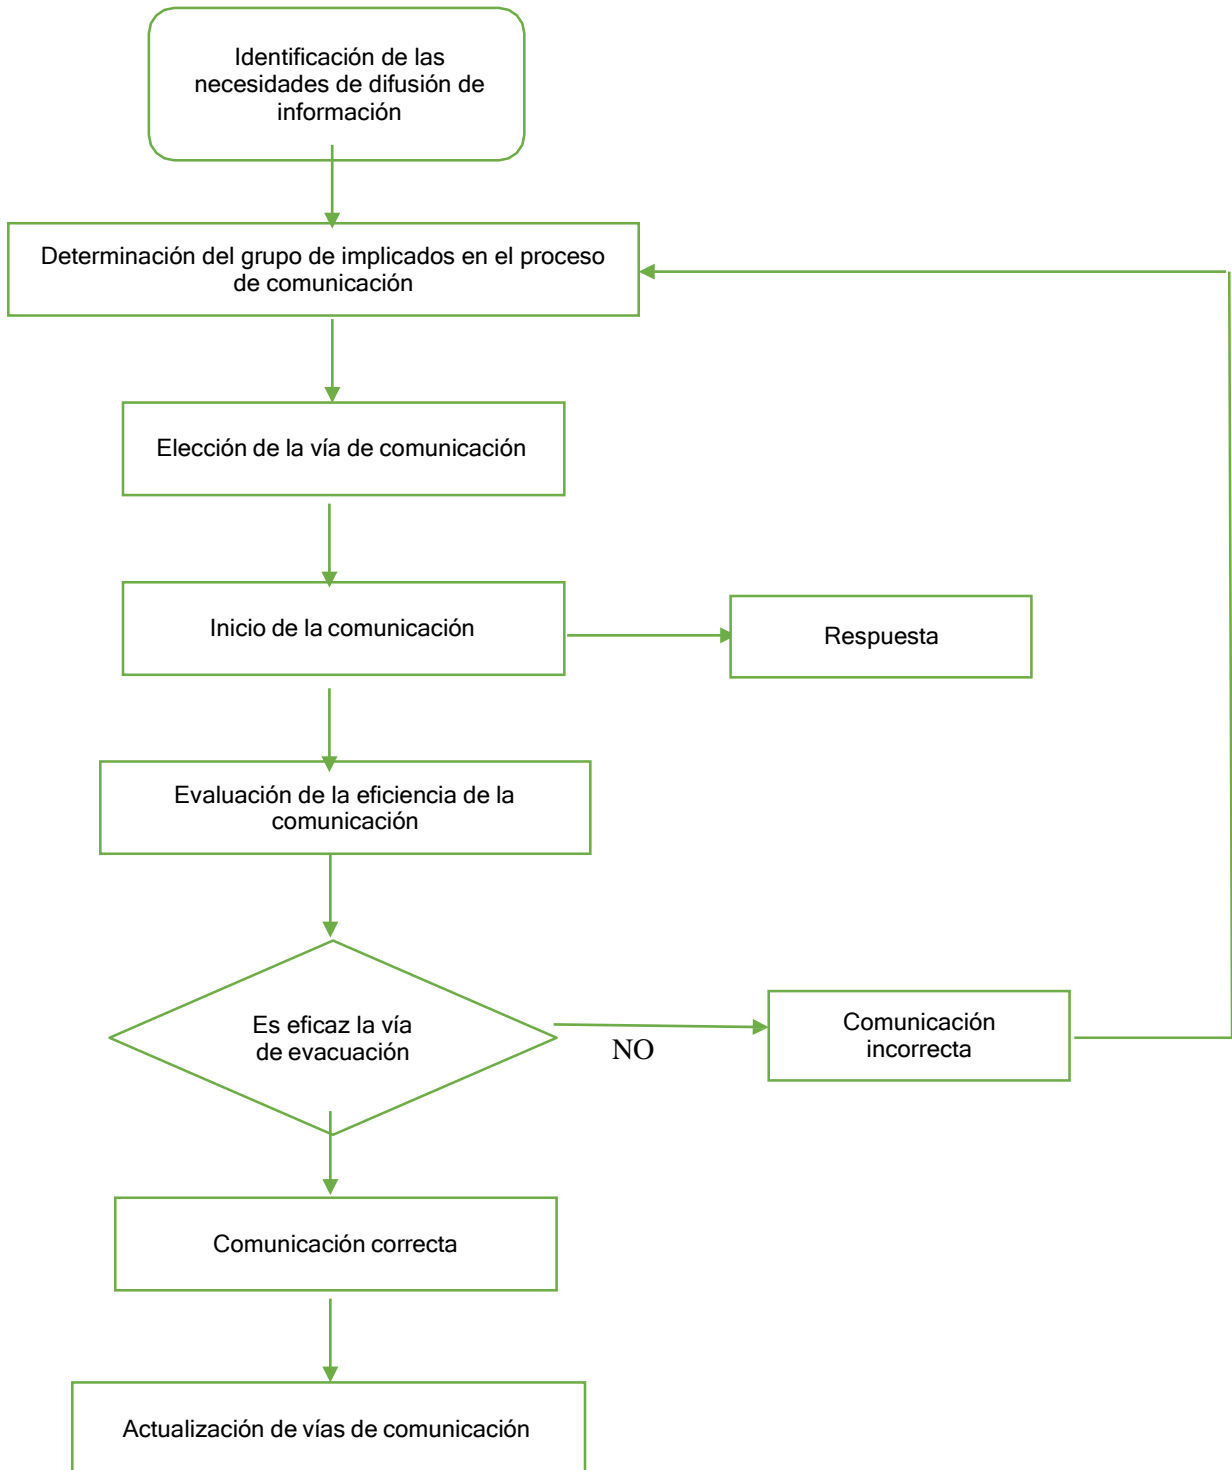 Identificación de las
necesidades de difusión de
información
Determinación del grupo de implicados en el proceso
de comunicación
Elección de la vía de comunicación
Inicio de la comunicación
Respuesta
Evaluación de la eficiencia de la
comunicación
Es eficaz la vía
de evacuación
NO
Comunicación
incorrecta
Comunicación correcta
Actualización de vías de comunicación